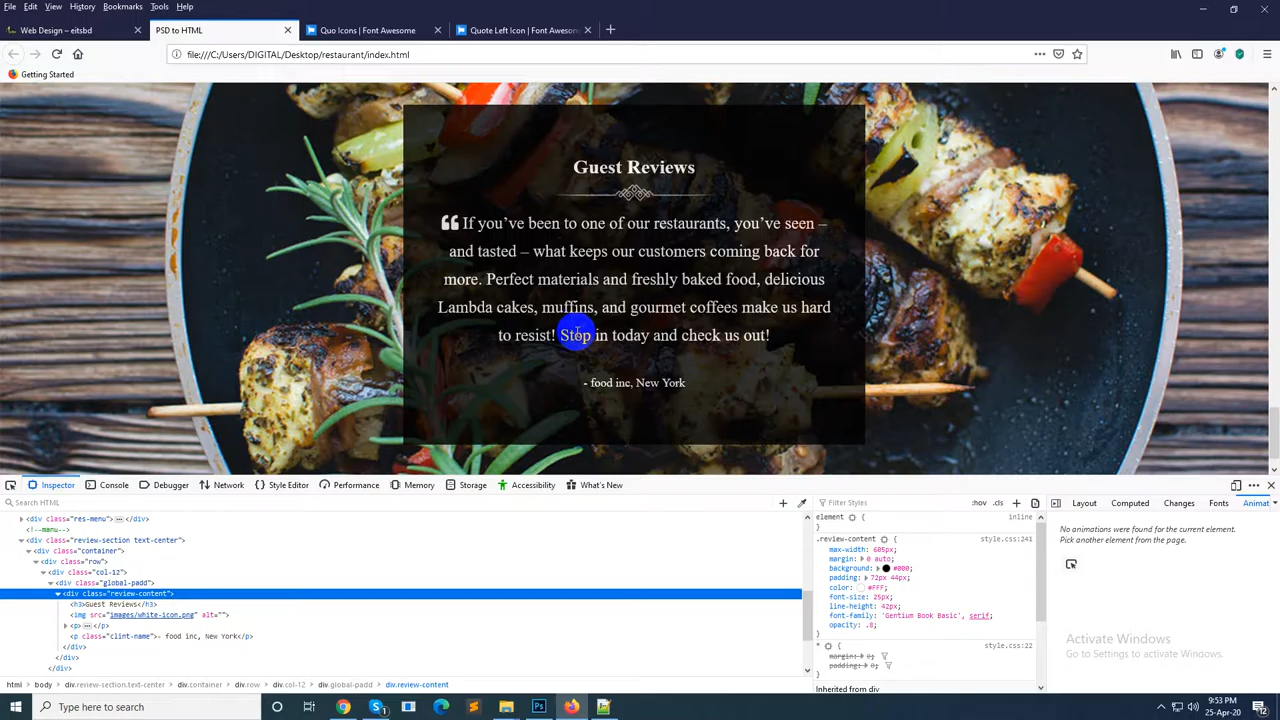 File Edit View History Bookmarks Tools Help
Web Design – eitsbd
PSD to HTML
Quo Icons | Font Awesome
Quote Left Icon | Font Awesom
file:///C:/Users/DIGITAL/Desktop/restaurant/index.html
Getting Started
Guest Reviews
If you've been to one of our restaurants, you've seen –
and tasted – what keeps our customers coming back for
more. Perfect materials and freshly baked food, delicious
Lambda cakes, muffins, and gourmet coffees make us hard
to resist! Stop in today and check us out!
- food inc, New York
Inspector Console Debugger Network Style Editor Performance Memory Storage Accessibility What's New
Search HTML
<div class="res-menu"> </div>
<!--manu-->
<div class="review-section text-center">
<div class="container">
<div class="row">
<div class="col-12">
<div class="global-padd">
<div class="review-content">
<h3>Guest Reviews</h3>
<img src="images/white-icon.png" alt="">
<p> </p>
<p class="clint-name">- food inc, New York</p>
</div>
</div>
</div>
html body div.review-section.text-center div.container div.row div.col-12 div.global-padd div.review-content
Filter Styles :hov .cls
element { inline
}
.review-content { style.css:241
max-width: 605px;
margin: 0 auto;
background: #000;
padding: 72px 44px;
color: #FFF;
font-size: 25px;
line-height: 42px;
font-family: 'Gentium Book Basic', serif;
opacity: .8;
}
* { style.css:22
margin: 0;
padding: 0;
Inherited from div
Layout Computed Changes Fonts Animat
No animations were found for the current element.
Pick another element from the page.
Activate Windows
Go to Settings to activate Windows.
Type here to search
9:53 PM
25-Apr-20